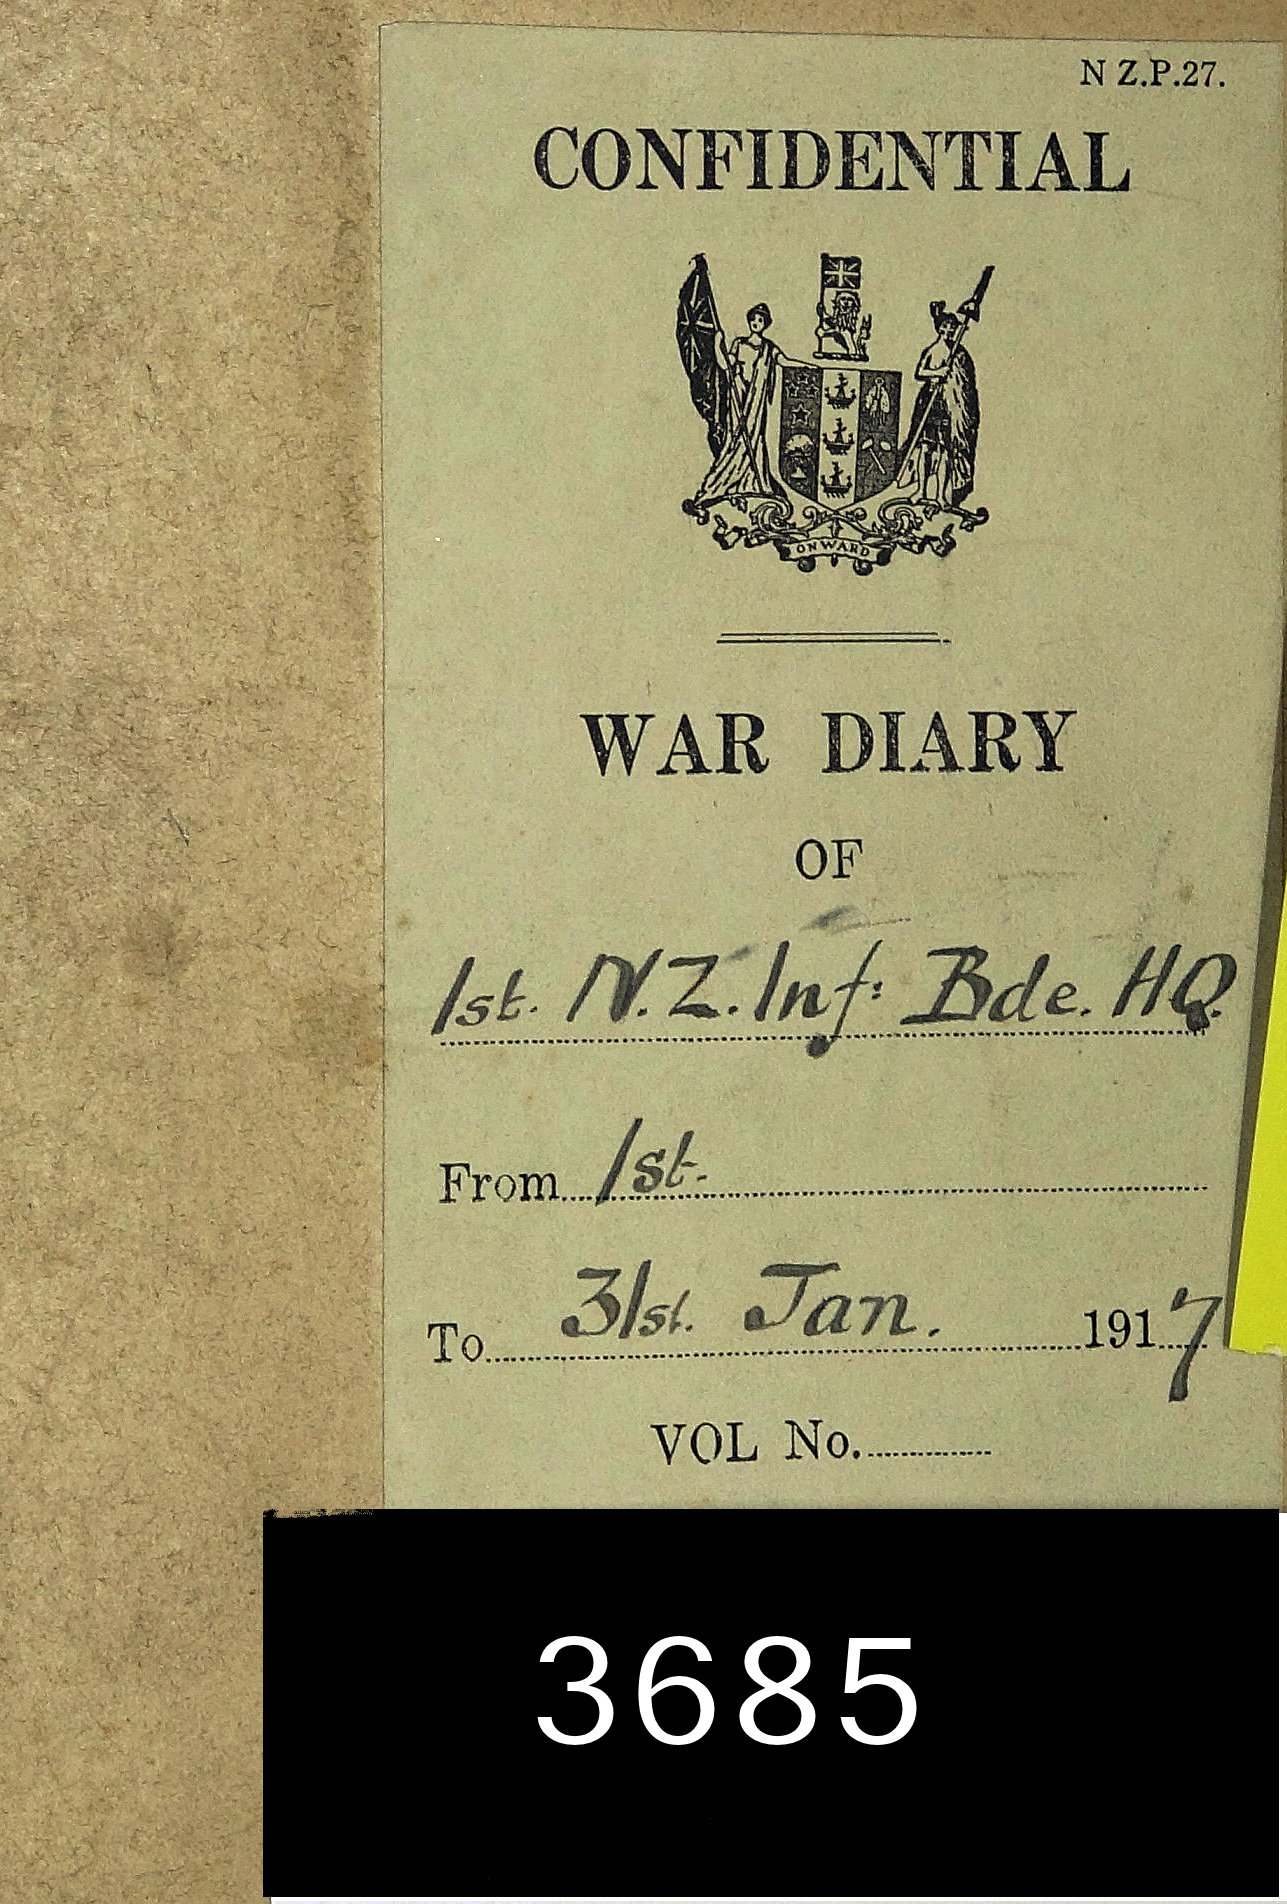 N Z.P.27.
CONFIDENTIAL
ONWARD
WAR DIARY
OF
1st. N.Z. Inf: Bde. HQ.
From 1st.
To 31st. Jan. 1917
VOL No.
3685